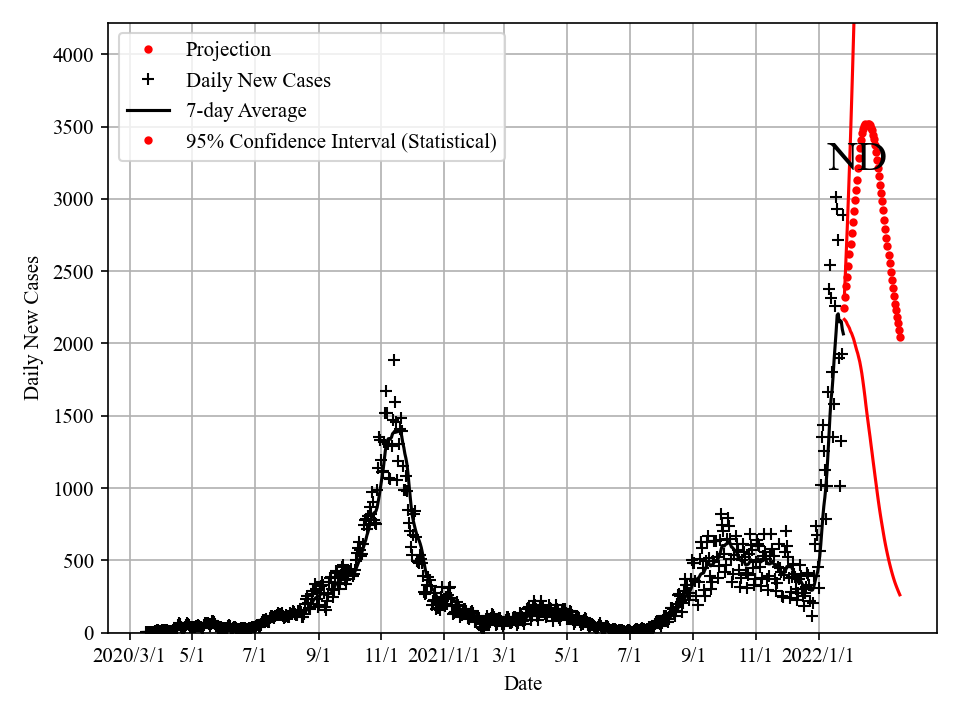 4000
3500
3000
2500
2000
1500
1000
500
0
Daily New Cases
Projection
Daily New Cases
7-day Average
95% Confidence Interval (Statistical)
ND
2020/3/1 5/1 7/1 9/1 11/1 2021/1/1 3/1 5/1 7/1 9/1 11/1 2022/1/1
Date